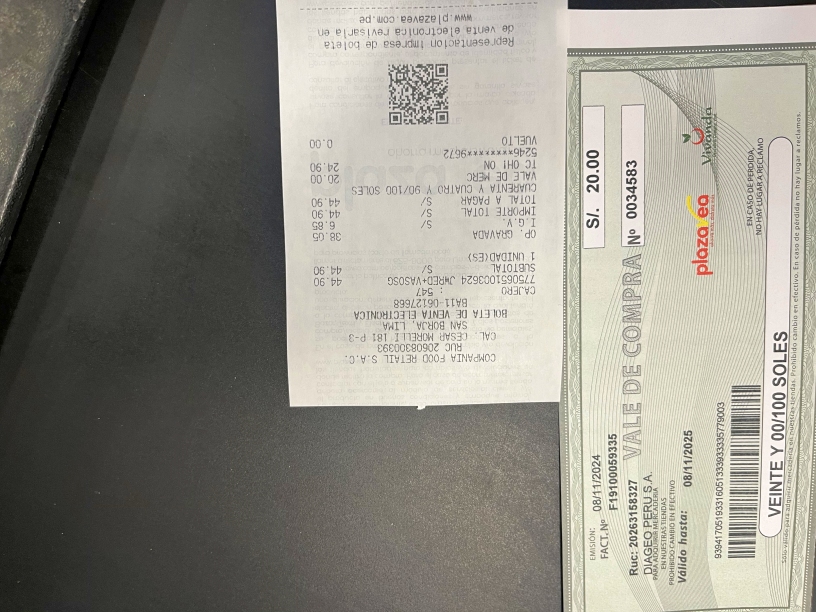 COMPANIA FOOD RETAIL S.A.C.
RUC 20608300393
CAL. CESAR MORELLI 181 P-3
SAN BORJA, LIMA
BOLETA DE VENTA ELECTRONICA
BA11-06127668
CAJERO : 547
7750651003624 JWRED+VASOSG 44.90
SUBTOTAL S/ 44.90
1 UNIDAD(ES)
OP. GRAVADA 38.05
I.G.V. S/ 6.85
IMPORTE TOTAL S/ 44.90
TOTAL A PAGAR S/ 44.90
CUARENTA Y CUATRO Y 90/100 SOLES
VALE DE MERC 20.00
TC OH! ON 24.90
5246*********9672
VUELTO 0.00
Representacion impresa de boleta
de venta electronica revisarla en
www.plazavea.com.pe
EMISIÓN: 08/11/2024
FACT. Nº F19100059335
S/. 20.00
Ruc: 20263158327 VALE DE COMPRA Nº 0034583
DIAGEO PERU S.A.
PARA ADQUIRIR MERCADERIA
EN NUESTRAS TIENDAS
PROHIBIDO CAMBIO EN EFECTIVO
Válido hasta: 08/11/2025
plazavea
Vivanda
9394170519331605133393335779003
EN CASO DE PERDIDA,
NO HAY LUGAR A RECLAMO
VEINTE Y 00/100 SOLES
Solo válido para adquirir mercadería en nuestras tiendas. Prohibido cambio en efectivo. En caso de pérdida no hay lugar a reclamos.